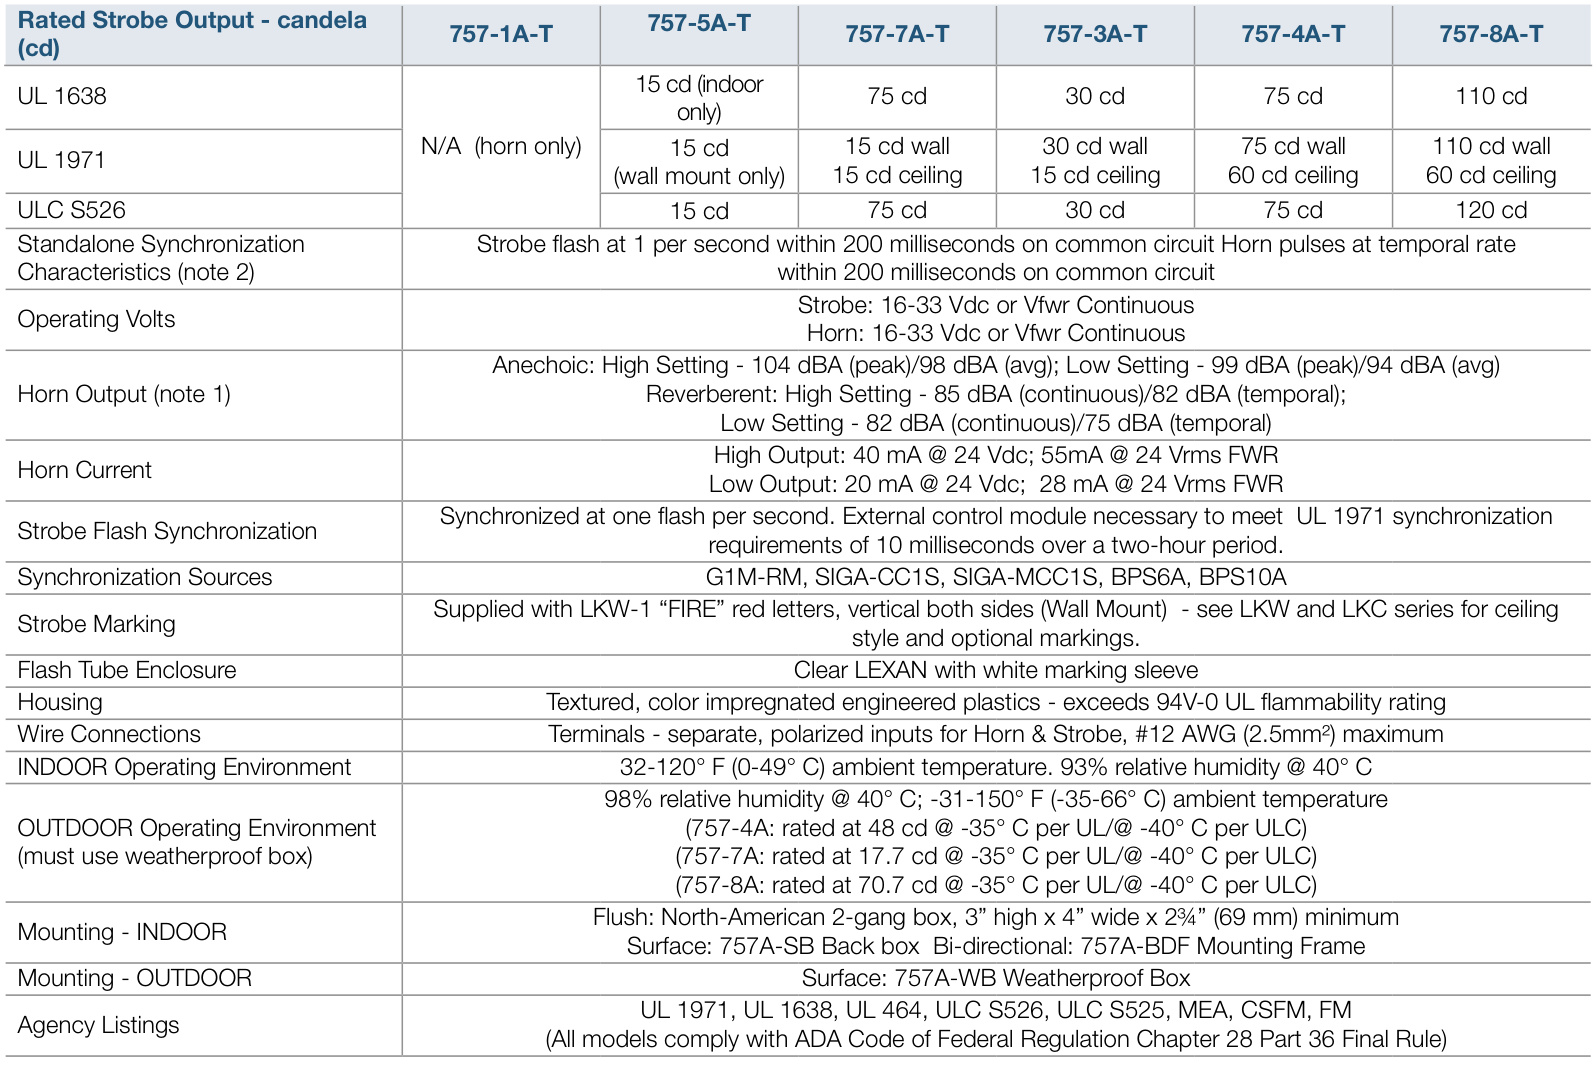 Rated Strobe Output - candela
(cd)
757-1A-T
757-5A-T
757-7A-T
757-3A-T
757-4A-T
757-8A-T
UL 1638
N/A  (horn only)
15 cd (indoor
only)
75 cd
30 cd
75 cd
110 cd
UL 1971
15 cd
(wall mount only)
15 cd wall
15 cd ceiling
30 cd wall
15 cd ceiling
75 cd wall
60 cd ceiling
110 cd wall
60 cd ceiling
ULC S526
15 cd
75 cd
30 cd
75 cd
120 cd
Standalone Synchronization
Characteristics (note 2)
Strobe flash at 1 per second within 200 milliseconds on common circuit Horn pulses at temporal rate
within 200 milliseconds on common circuit
Operating Volts
Strobe: 16-33 Vdc or Vfwr Continuous
Horn: 16-33 Vdc or Vfwr Continuous
Horn Output (note 1)
Anechoic: High Setting - 104 dBA (peak)/98 dBA (avg); Low Setting - 99 dBA (peak)/94 dBA (avg)
Reverberent: High Setting - 85 dBA (continuous)/82 dBA (temporal);
Low Setting - 82 dBA (continuous)/75 dBA (temporal)
Horn Current
High Output: 40 mA @ 24 Vdc; 55mA @ 24 Vrms FWR
Low Output: 20 mA @ 24 Vdc;  28 mA @ 24 Vrms FWR
Strobe Flash Synchronization
Synchronized at one flash per second. External control module necessary to meet  UL 1971 synchronization
requirements of 10 milliseconds over a two-hour period.
Synchronization Sources
G1M-RM, SIGA-CC1S, SIGA-MCC1S, BPS6A, BPS10A
Strobe Marking
Supplied with LKW-1 “FIRE” red letters, vertical both sides (Wall Mount)  - see LKW and LKC series for ceiling
style and optional markings.
Flash Tube Enclosure
Clear LEXAN with white marking sleeve
Housing
Textured, color impregnated engineered plastics - exceeds 94V-0 UL flammability rating
Wire Connections
Terminals - separate, polarized inputs for Horn & Strobe, #12 AWG (2.5mm²) maximum
INDOOR Operating Environment
32-120° F (0-49° C) ambient temperature. 93% relative humidity @ 40° C
OUTDOOR Operating Environment
(must use weatherproof box)
98% relative humidity @ 40° C; -31-150° F (-35-66° C) ambient temperature
(757-4A: rated at 48 cd @ -35° C per UL/@ -40° C per ULC)
(757-7A: rated at 17.7 cd @ -35° C per UL/@ -40° C per ULC)
(757-8A: rated at 70.7 cd @ -35° C per UL/@ -40° C per ULC)
Mounting - INDOOR
Flush: North-American 2-gang box, 3” high x 4” wide x 2¾” (69 mm) minimum
Surface: 757A-SB Back box  Bi-directional: 757A-BDF Mounting Frame
Mounting - OUTDOOR
Surface: 757A-WB Weatherproof Box
Agency Listings
UL 1971, UL 1638, UL 464, ULC S526, ULC S525, MEA, CSFM, FM
(All models comply with ADA Code of Federal Regulation Chapter 28 Part 36 Final Rule)